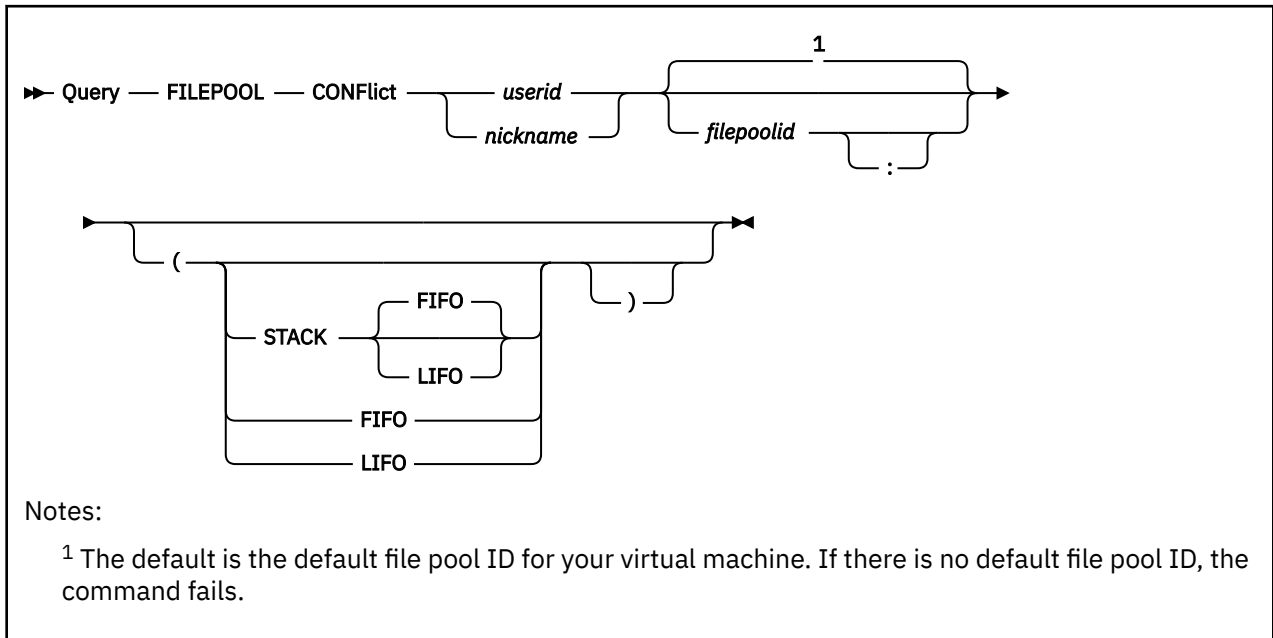 1
Query FILEPOOL CONFlict userid
nickname filepoolid
:
(
FIFO
)
STACK
LIFO
FIFO
LIFO
Notes:
1 The default is the default file pool ID for your virtual machine. If there is no default file pool ID, the
command fails.